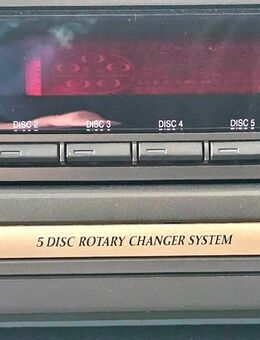 DISC 2 DISC 3 DISC 4 DISC 5
5 DISC ROTARY CHANGER SYSTEM